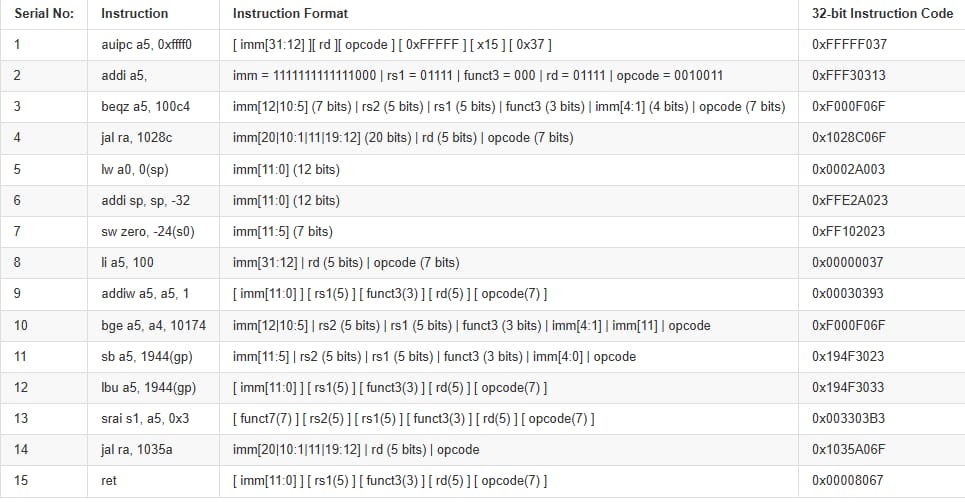 Serial No: Instruction Instruction Format 32-bit Instruction Code
1 auipc a5, 0xffff0 [ imm[31:12] ][ rd ][ opcode ] [ 0xFFFFF ] [ x15 ] [ 0x37 ] 0xFFFFF037
2 addi a5, imm = 1111111111111000 | rs1 = 01111 | funct3 = 000 | rd = 01111 | opcode = 0010011 0xFFF30313
3 beqz a5, 100c4 imm[12|10:5] (7 bits) | rs2 (5 bits) | rs1 (5 bits) | funct3 (3 bits) | imm[4:1] (4 bits) | opcode (7 bits) 0xF000F06F
4 jal ra, 1028c imm[20|10:1|11|19:12] (20 bits) | rd (5 bits) | opcode (7 bits) 0x1028C06F
5 lw a0, 0(sp) imm[11:0] (12 bits) 0x0002A003
6 addi sp, sp, -32 imm[11:0] (12 bits) 0xFFE2A023
7 sw zero, -24(s0) imm[11:5] (7 bits) 0xFF102023
8 li a5, 100 imm[31:12] | rd (5 bits) | opcode (7 bits) 0x00000037
9 addiw a5, a5, 1 [ imm[11:0] ] [ rs1(5) ] [ funct3(3) ] [ rd(5) ] [ opcode(7) ] 0x00030393
10 bge a5, a4, 10174 imm[12|10:5] | rs2 (5 bits) | rs1 (5 bits) | funct3 (3 bits) | imm[4:1] | imm[11] | opcode 0xF000F06F
11 sb a5, 1944(gp) imm[11:5] | rs2 (5 bits) | rs1 (5 bits) | funct3 (3 bits) | imm[4:0] | opcode 0x194F3023
12 lbu a5, 1944(gp) [ imm[11:0] ] [ rs1(5) ] [ funct3(3) ] [ rd(5) ] [ opcode(7) ] 0x194F3033
13 srai s1, a5, 0x3 [ funct7(7) ] [ rs2(5) ] [ rs1(5) ] [ funct3(3) ] [ rd(5) ] [ opcode(7) ] 0x003303B3
14 jal ra, 1035a imm[20|10:1|11|19:12] | rd (5 bits) | opcode 0x1035A06F
15 ret [ imm[11:0] ] [ rs1(5) ] [ funct3(3) ] [ rd(5) ] [ opcode(7) ] 0x00008067